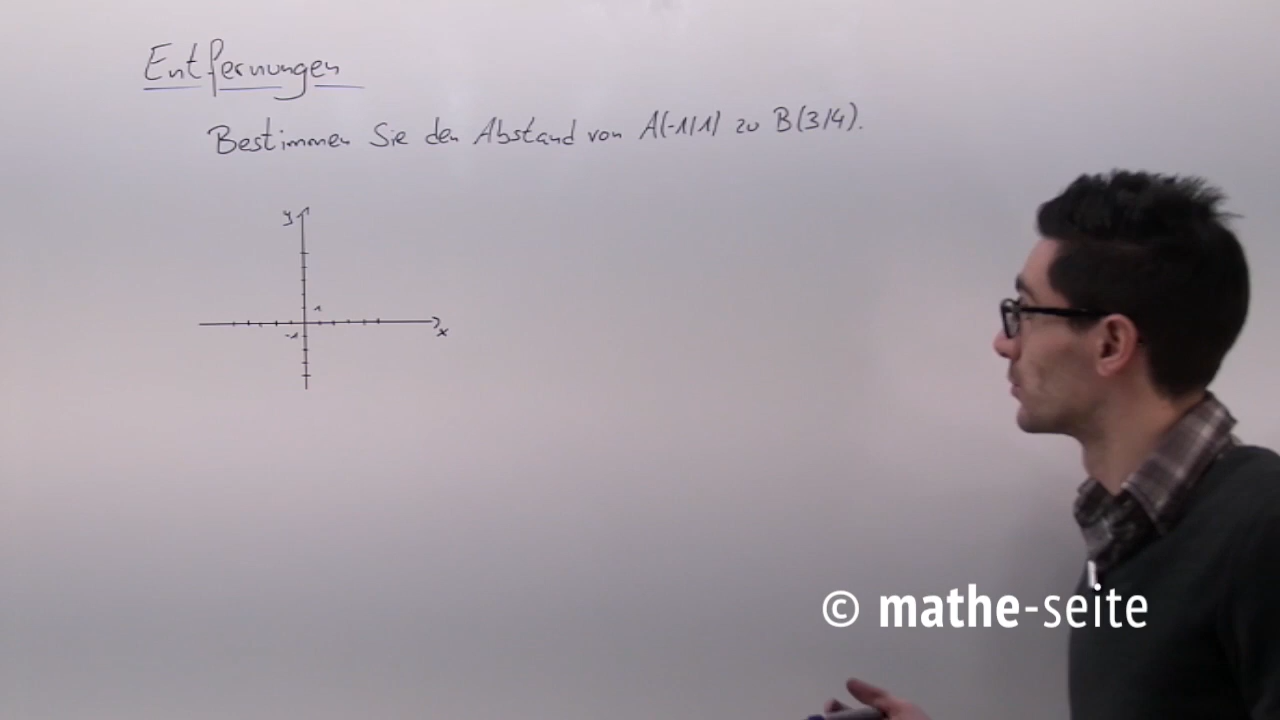 Entfernungen
Bestimmen Sie den Abstand von A(-1/1) zu B(3/4).
y
1
-1
x
© mathe-seite